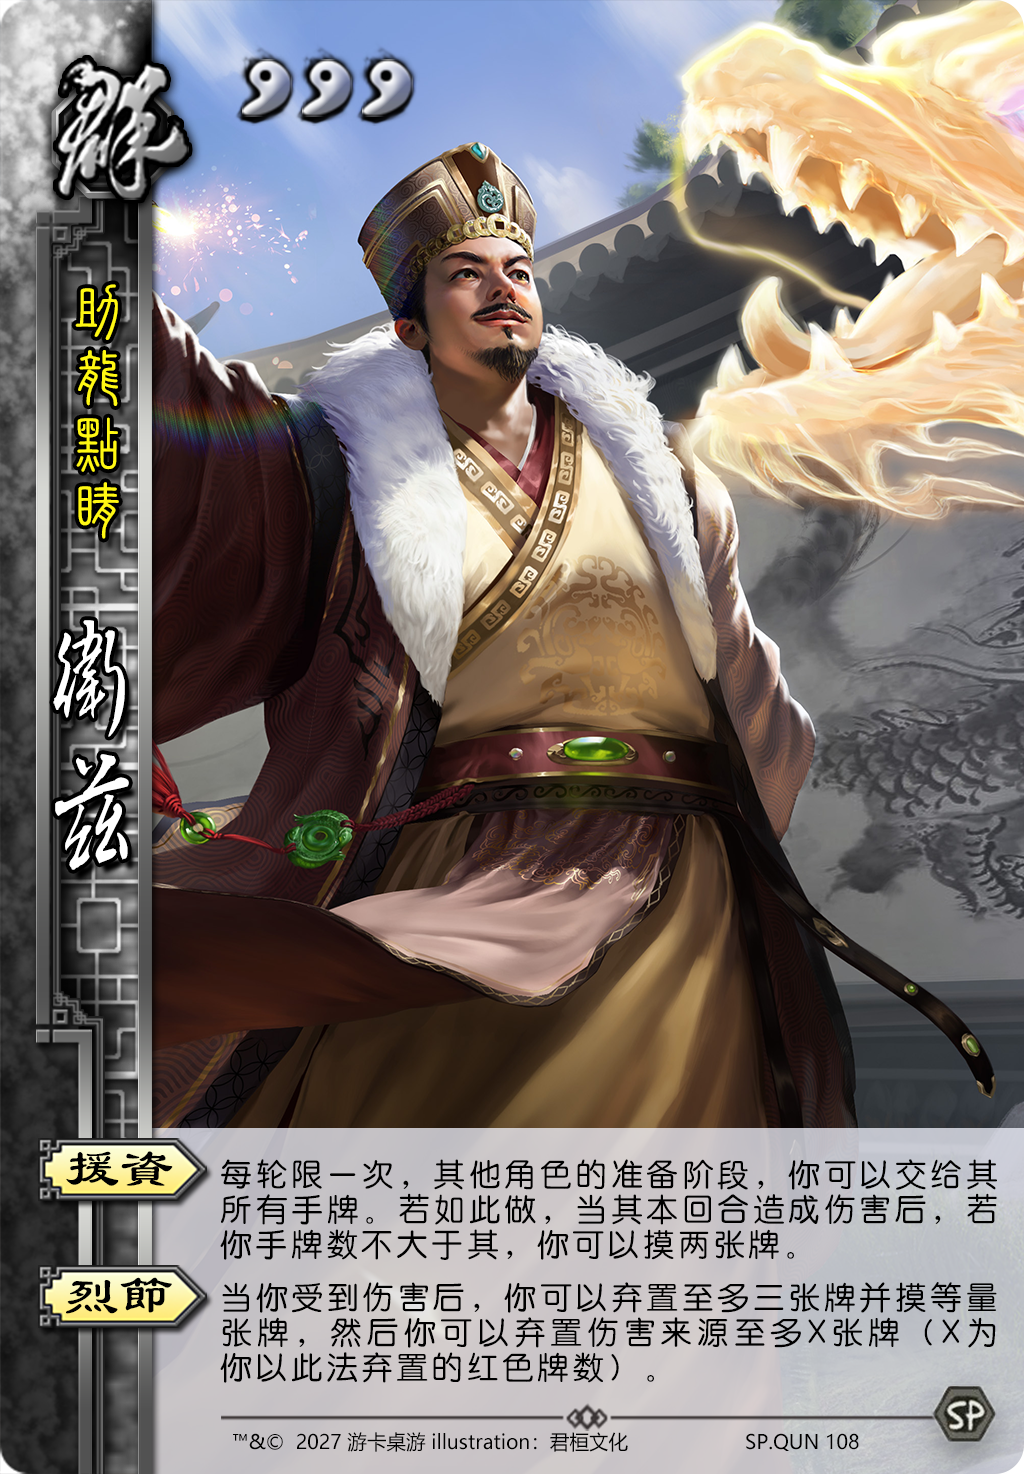 群
助龍點睛
衛茲
援資
每轮限一次，其他角色的准备阶段，你可以交给其
所有手牌。若如此做，当其本回合造成伤害后，若
你手牌数不大于其，你可以摸两张牌。
烈節
当你受到伤害后，你可以弃置至多三张牌并摸等量
张牌，然后你可以弃置伤害来源至多X张牌（X为
你以此法弃置的红色牌数）。
SP
™&© 2027 游卡桌游 illustration：君桓文化
SP.QUN 108